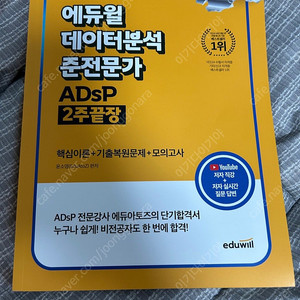 에듀윌
데이터분석
준전문가
ADsP
2주끝장
1위
핵심이론+기출복원문제+모의고사
YouTube
저자 직강
+
저자 실시간
질문 답변
ADsP 전문강사 에듀아토즈의 단기합격서
누구나 쉽게! 비전공자도 한 번에 합격!
eduwill